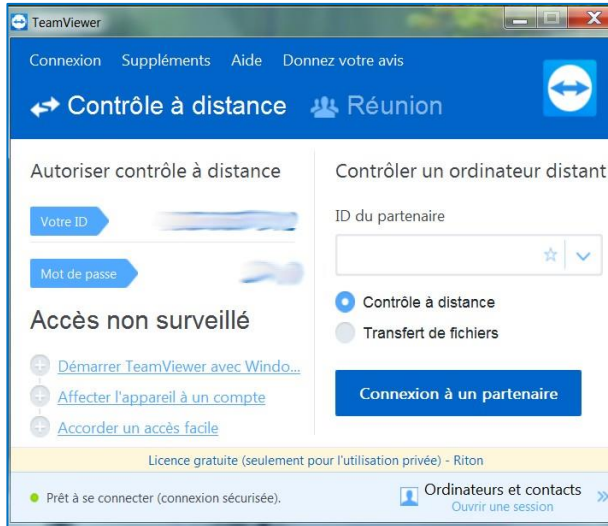 TeamViewer
Connexion Suppléments Aide Donnez votre avis
Contrôle à distance Réunion
Autoriser contrôle à distance
Votre ID
Mot de passe
Accès non surveillé
Démarrer TeamViewer avec Windo...
Affecter l'appareil à un compte
Accorder un accès facile
Contrôler un ordinateur distant
ID du partenaire
Contrôle à distance
Transfert de fichiers
Connexion à un partenaire
Licence gratuite (seulement pour l'utilisation privée) - Riton
Prêt à se connecter (connexion sécurisée).
Ordinateurs et contacts
Ouvrir une session